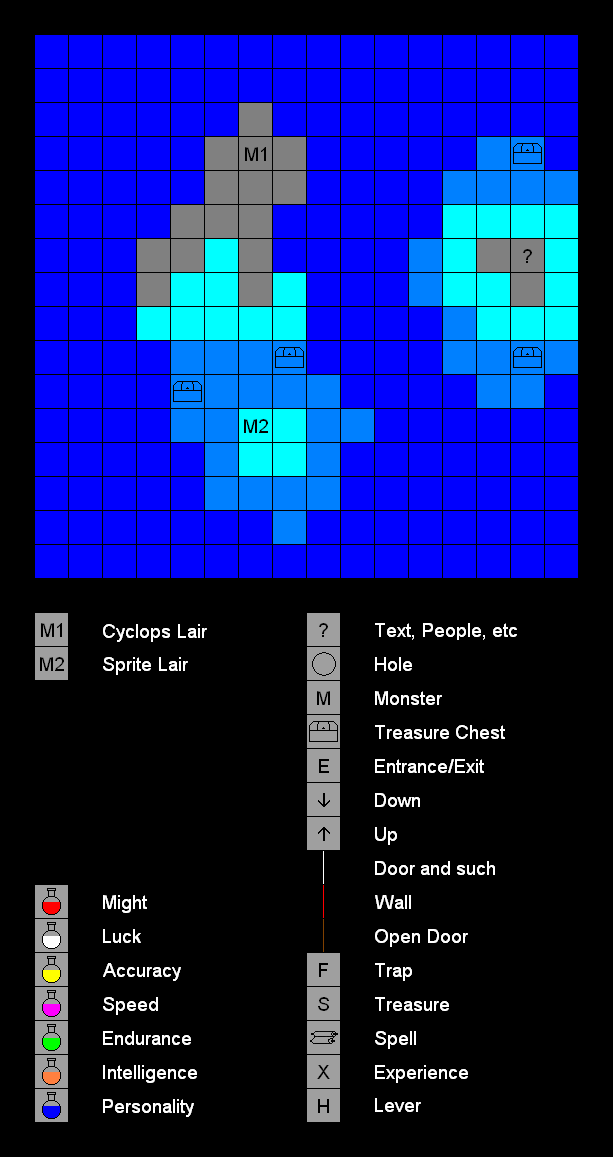 M1
?
M2
M1 Cyclops Lair
M2 Sprite Lair
? Text, People, etc
Hole
M Monster
Treasure Chest
E Entrance/Exit
↓ Down
↑ Up
Door and such
Might
Wall
Luck
Open Door
Accuracy
F Trap
Speed
S Treasure
Endurance
Spell
Intelligence
X Experience
Personality
H Lever